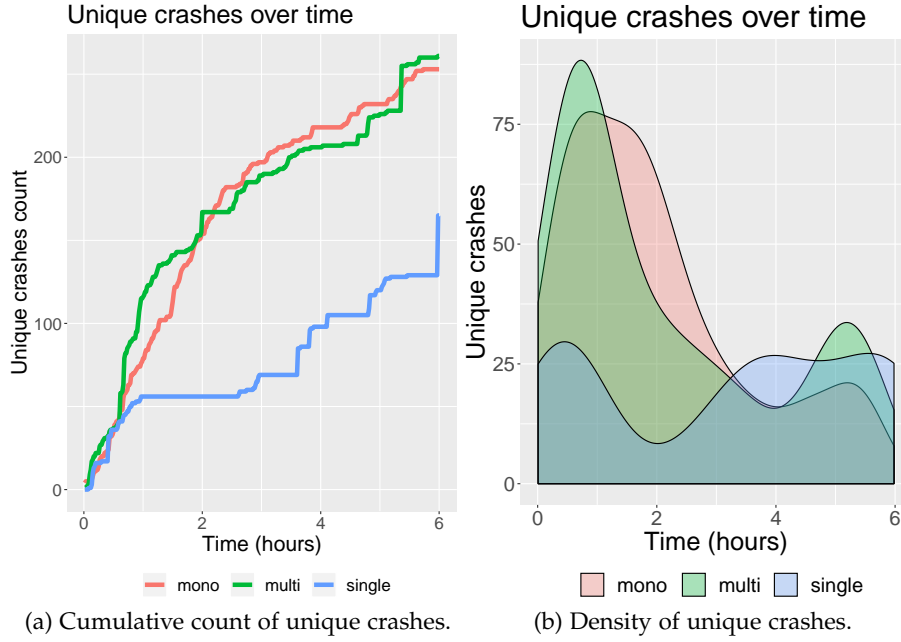 Unique crashes over time
Unique crashes count
200
100
0
0 2 4 6
Time (hours)
mono multi single
(a) Cumulative count of unique crashes.
Unique crashes over time
Unique crashes
75
50
25
0
0 2 4 6
Time (hours)
mono multi single
(b) Density of unique crashes.